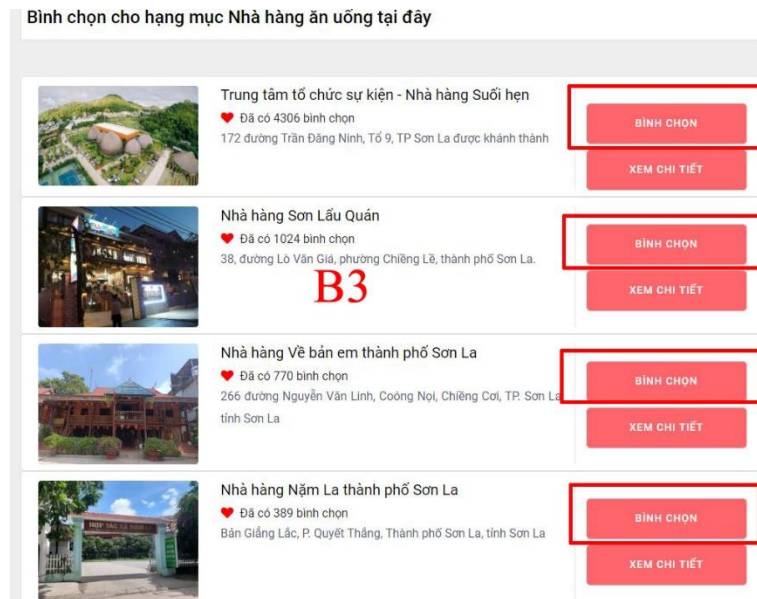 Bình chọn cho hạng mục Nhà hàng ăn uống tại đây
Trung tâm tổ chức sự kiện - Nhà hàng Suối hẹn
Đã có 4306 bình chọn
172 đường Trần Đăng Ninh, Tổ 9, TP Sơn La được khánh thành
BÌNH CHỌN
XEM CHI TIẾT
Nhà hàng Sơn Lẩu Quán
Đã có 1024 bình chọn
38, đường Lò Văn Giá, phường Chiềng Lề, thành phố Sơn La.
B3
BÌNH CHỌN
XEM CHI TIẾT
Nhà hàng Về bản em thành phố Sơn La
Đã có 770 bình chọn
266 đường Nguyễn Văn Linh, Coóng Nọi, Chiềng Cơi, TP. Sơn La
tỉnh Sơn La
BÌNH CHỌN
XEM CHI TIẾT
Nhà hàng Nặm La thành phố Sơn La
Đã có 389 bình chọn
Bản Giảng Lắc, P. Quyết Thắng, Thành phố Sơn La, tỉnh Sơn La
HỢP TÁC XÃ NẶM LA
BÌNH CHỌN
XEM CHI TIẾT